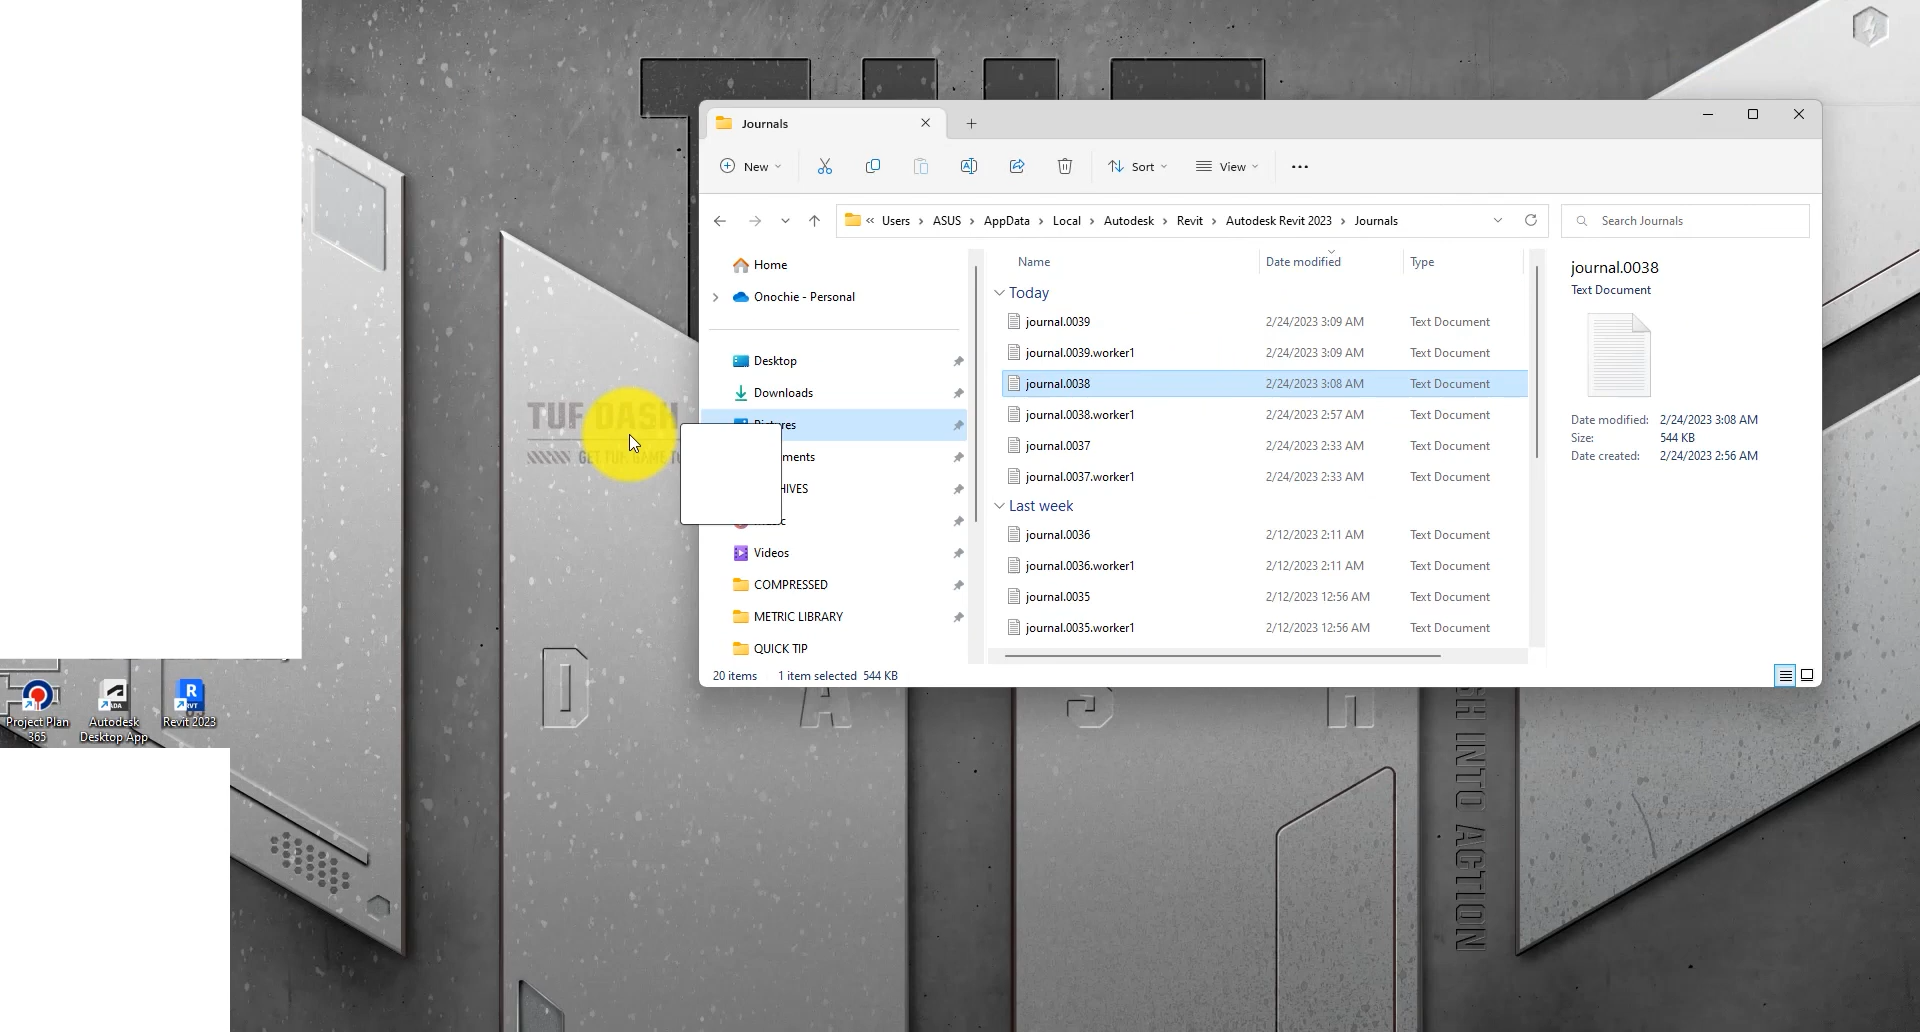 Journals
New
Sort
View
Users
ASUS
AppData
Local
Autodesk
Revit
Autodesk Revit 2023
Journals
Search Journals
Home
Onochie - Personal
Desktop
Downloads
Pictures
ments
HIVES
Videos
COMPRESSED
METRIC LIBRARY
QUICK TIP
Name
Date modified
Type
Today
journal.0039 2/24/2023 3:09 AM Text Document
journal.0039.worker1 2/24/2023 3:09 AM Text Document
journal.0038 2/24/2023 3:08 AM Text Document
journal.0038.worker1 2/24/2023 2:57 AM Text Document
journal.0037 2/24/2023 2:33 AM Text Document
journal.0037.worker1 2/24/2023 2:33 AM Text Document
Last week
journal.0036 2/12/2023 2:11 AM Text Document
journal.0036.worker1 2/12/2023 2:11 AM Text Document
journal.0035 2/12/2023 12:56 AM Text Document
journal.0035.worker1 2/12/2023 12:56 AM Text Document
journal.0038
Text Document
Date modified: 2/24/2023 3:08 AM
Size: 544 KB
Date created: 2/24/2023 2:56 AM
20 items 1 item selected 544 KB
TUF DASH
Project Plan
365
Autodesk
Desktop App
Revit 2023
D A S H
INTO ACTION